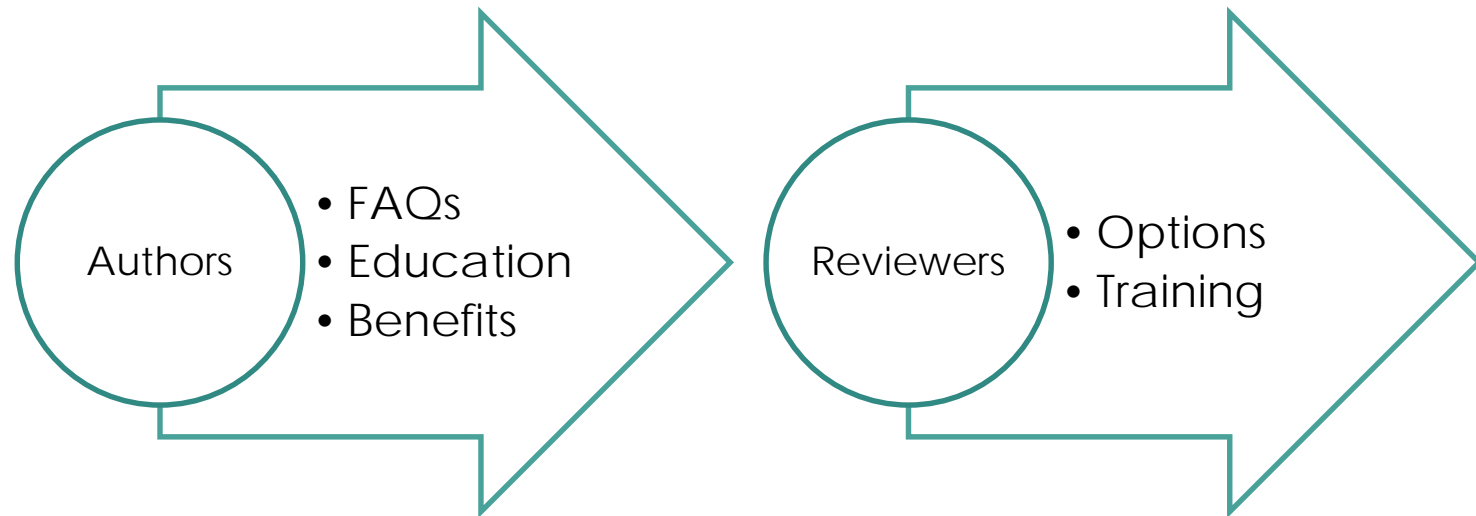 Authors
• FAQs
• Education
• Benefits
Reviewers
• Options
• Training